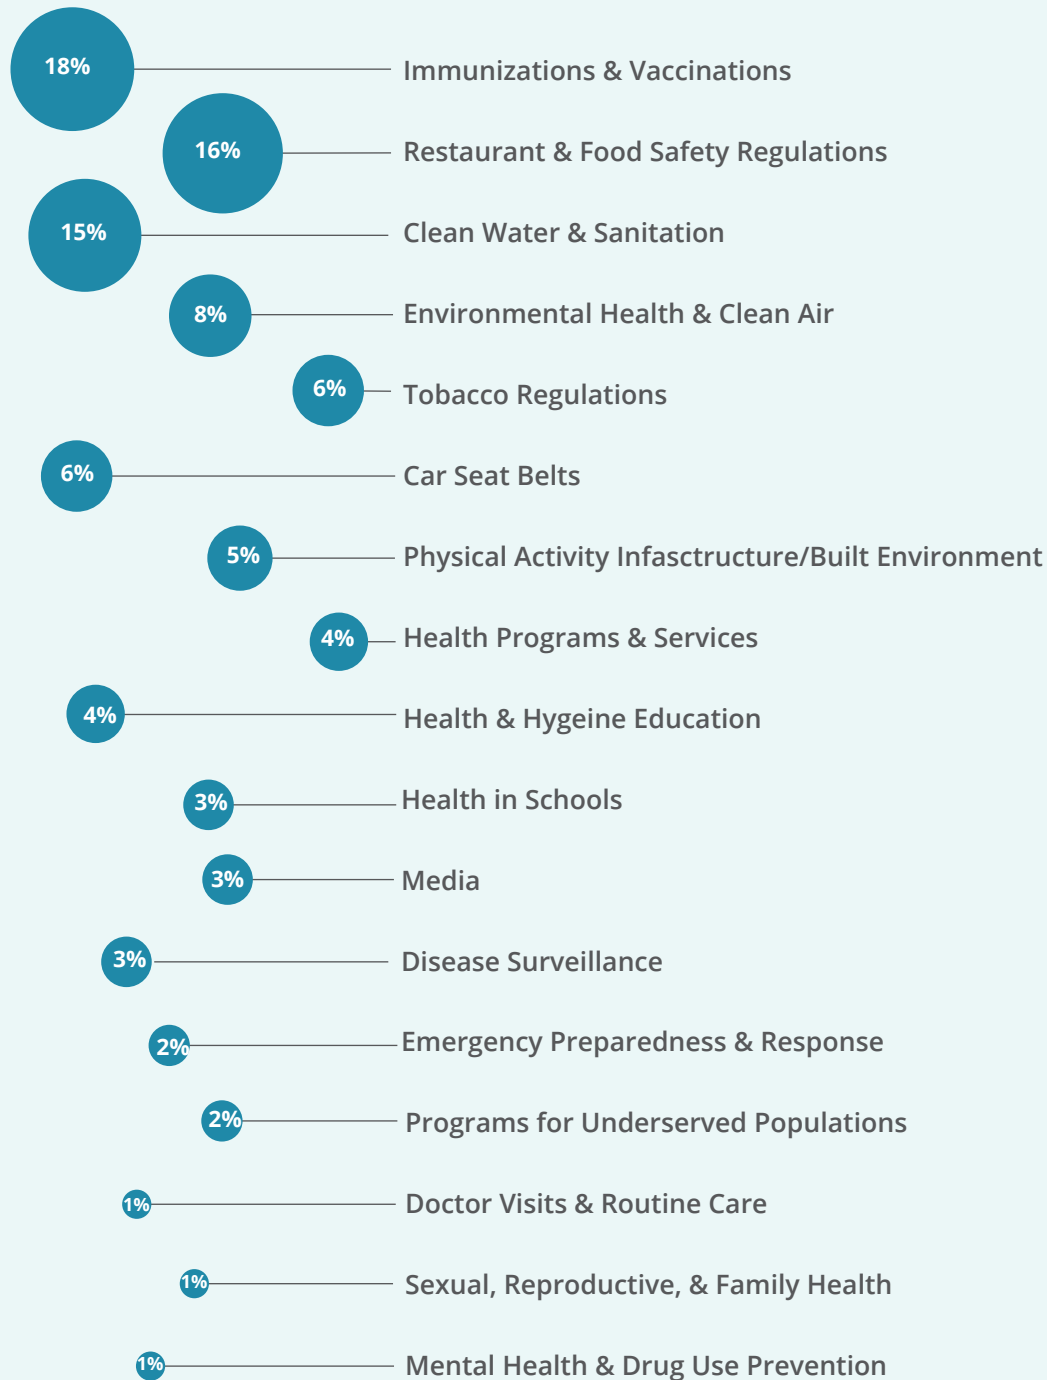 18% Immunizations & Vaccinations
16% Restaurant & Food Safety Regulations
15% Clean Water & Sanitation
8% Environmental Health & Clean Air
6% Tobacco Regulations
6% Car Seat Belts
5% Physical Activity Infasctructure/Built Environment
4% Health Programs & Services
4% Health & Hygeine Education
3% Health in Schools
3% Media
3% Disease Surveillance
2% Emergency Preparedness & Response
2% Programs for Underserved Populations
1% Doctor Visits & Routine Care
1% Sexual, Reproductive, & Family Health
1% Mental Health & Drug Use Prevention